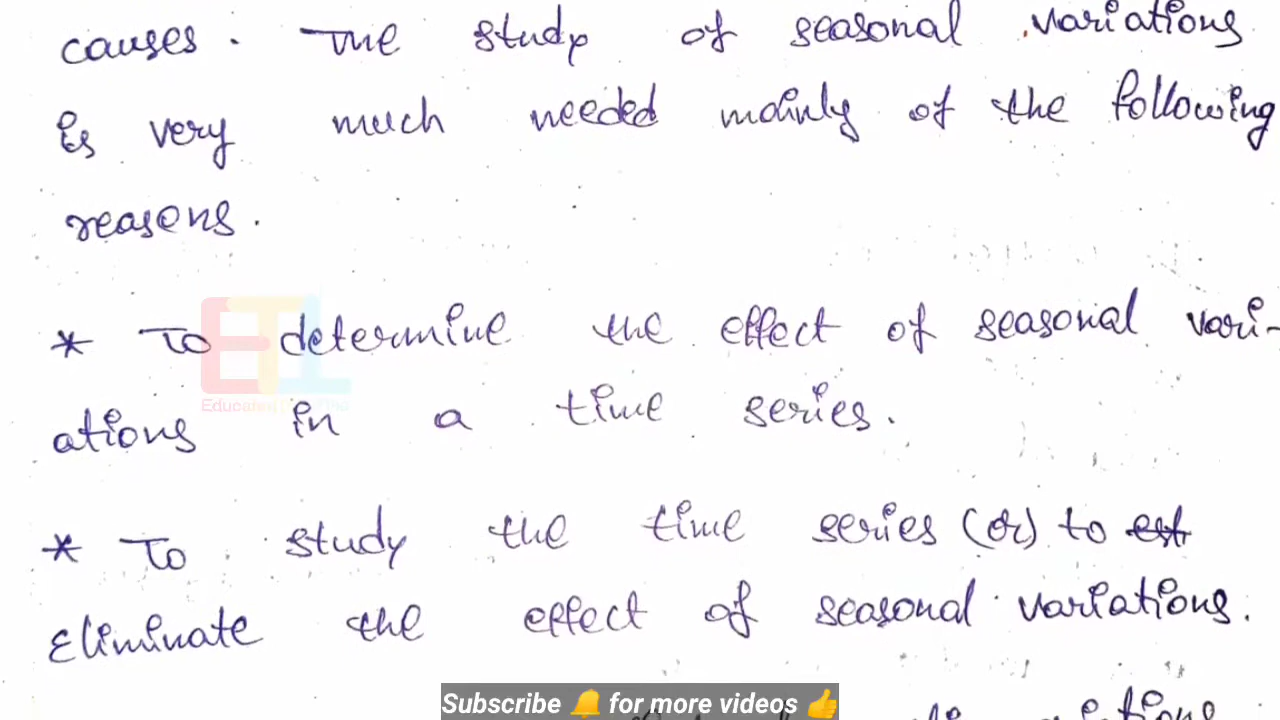 causes. The study of seasonal variations
is very much needed mainly of the following
reasons.
* To determine the effect of seasonal vari-
ations in a time series.
* To study the time series (or) to est
Eliminate the effect of seasonal variations.
Subscribe 🔔 for more videos 👍